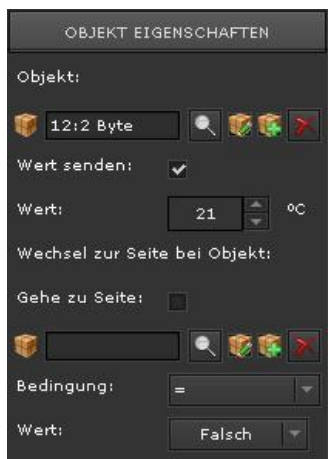 OBJEKT EIGENSCHAFTEN
Objekt:
12:2 Byte
Wert senden:
Wert: 21 ºC
Wechsel zur Seite bei Objekt:
Gehe zu Seite:
Bedingung: =
Wert: Falsch